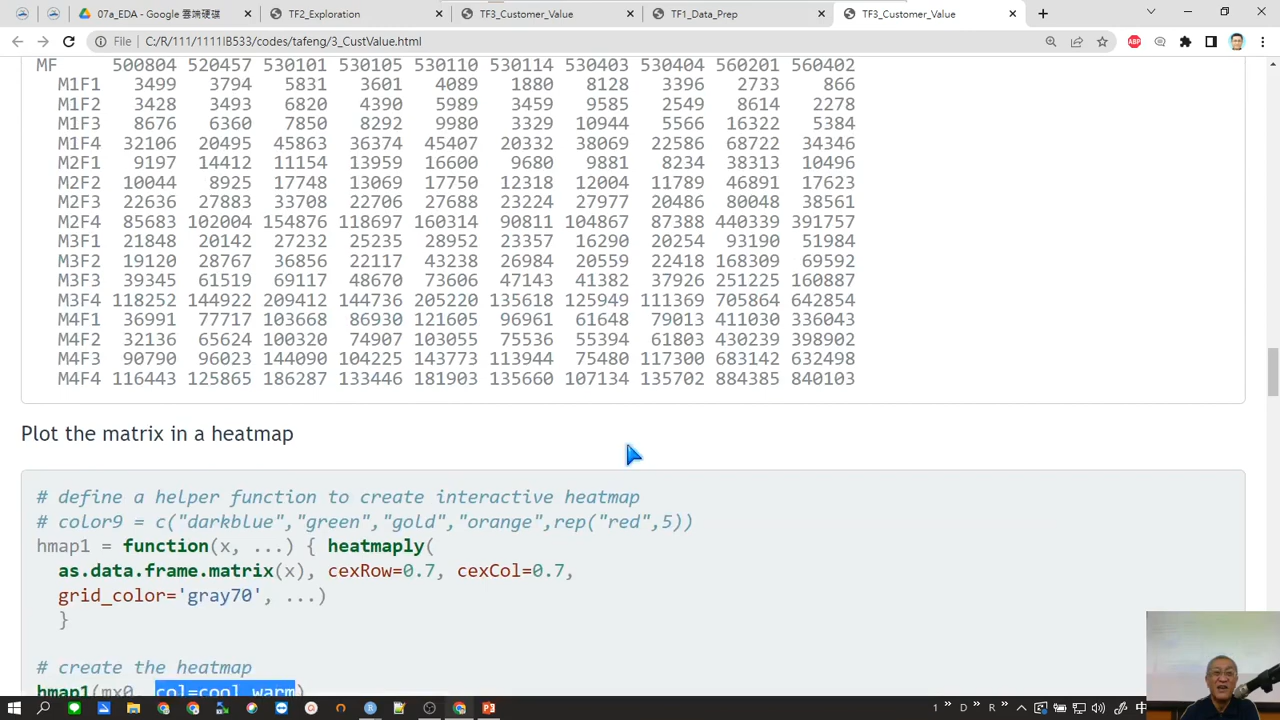 07a_EDA - Google 雲端硬碟
TF2_Exploration
TF3_Customer_Value
TF1_Data_Prep
TF3_Customer_Value
File
C:/R/111/1111IB533/codes/tafeng/3_CustValue.html
ABP
MF 500804 520457 530101 530105 530110 530114 530403 530404 560201 560402
M1F1 3499 3794 5831 3601 4089 1880 8128 3396 2733 866
M1F2 3428 3493 6820 4390 5989 3459 9585 2549 8614 2278
M1F3 8676 6360 7850 8292 9980 3329 10944 5566 16322 5384
M1F4 32106 20495 45863 36374 45407 20332 38069 22586 68722 34346
M2F1 9197 14412 11154 13959 16600 9680 9881 8234 38313 10496
M2F2 10044 8925 17748 13069 17750 12318 12004 11789 46891 17623
M2F3 22636 27883 33708 22706 27688 23224 27977 20486 80048 38561
M2F4 85683 102004 154876 118697 160314 90811 104867 87388 440339 391757
M3F1 21848 20142 27232 25235 28952 23357 16290 20254 93190 51984
M3F2 19120 28767 36856 22117 43238 26984 20559 22418 168309 69592
M3F3 39345 61519 69117 48670 73606 47143 41382 37926 251225 160887
M3F4 118252 144922 209412 144736 205220 135618 125949 111369 705864 642854
M4F1 36991 77717 103668 86930 121605 96961 61648 79013 411030 336043
M4F2 32136 65624 100320 74907 103055 75536 55394 61803 430239 398902
M4F3 90790 96023 144090 104225 143773 113944 75480 117300 683142 632498
M4F4 116443 125865 186287 133446 181903 135660 107134 135702 884385 840103
Plot the matrix in a heatmap
# define a helper function to create interactive heatmap
# color9 = c("darkblue","green","gold","orange",rep("red",5))
hmap1 = function(x, ...) { heatmaply(
as.data.frame.matrix(x), cexRow=0.7, cexCol=0.7,
grid_color='gray70', ...)
}
# create the heatmap
hmap1(mx0, col=cool_warm)
1 » D » R » 中